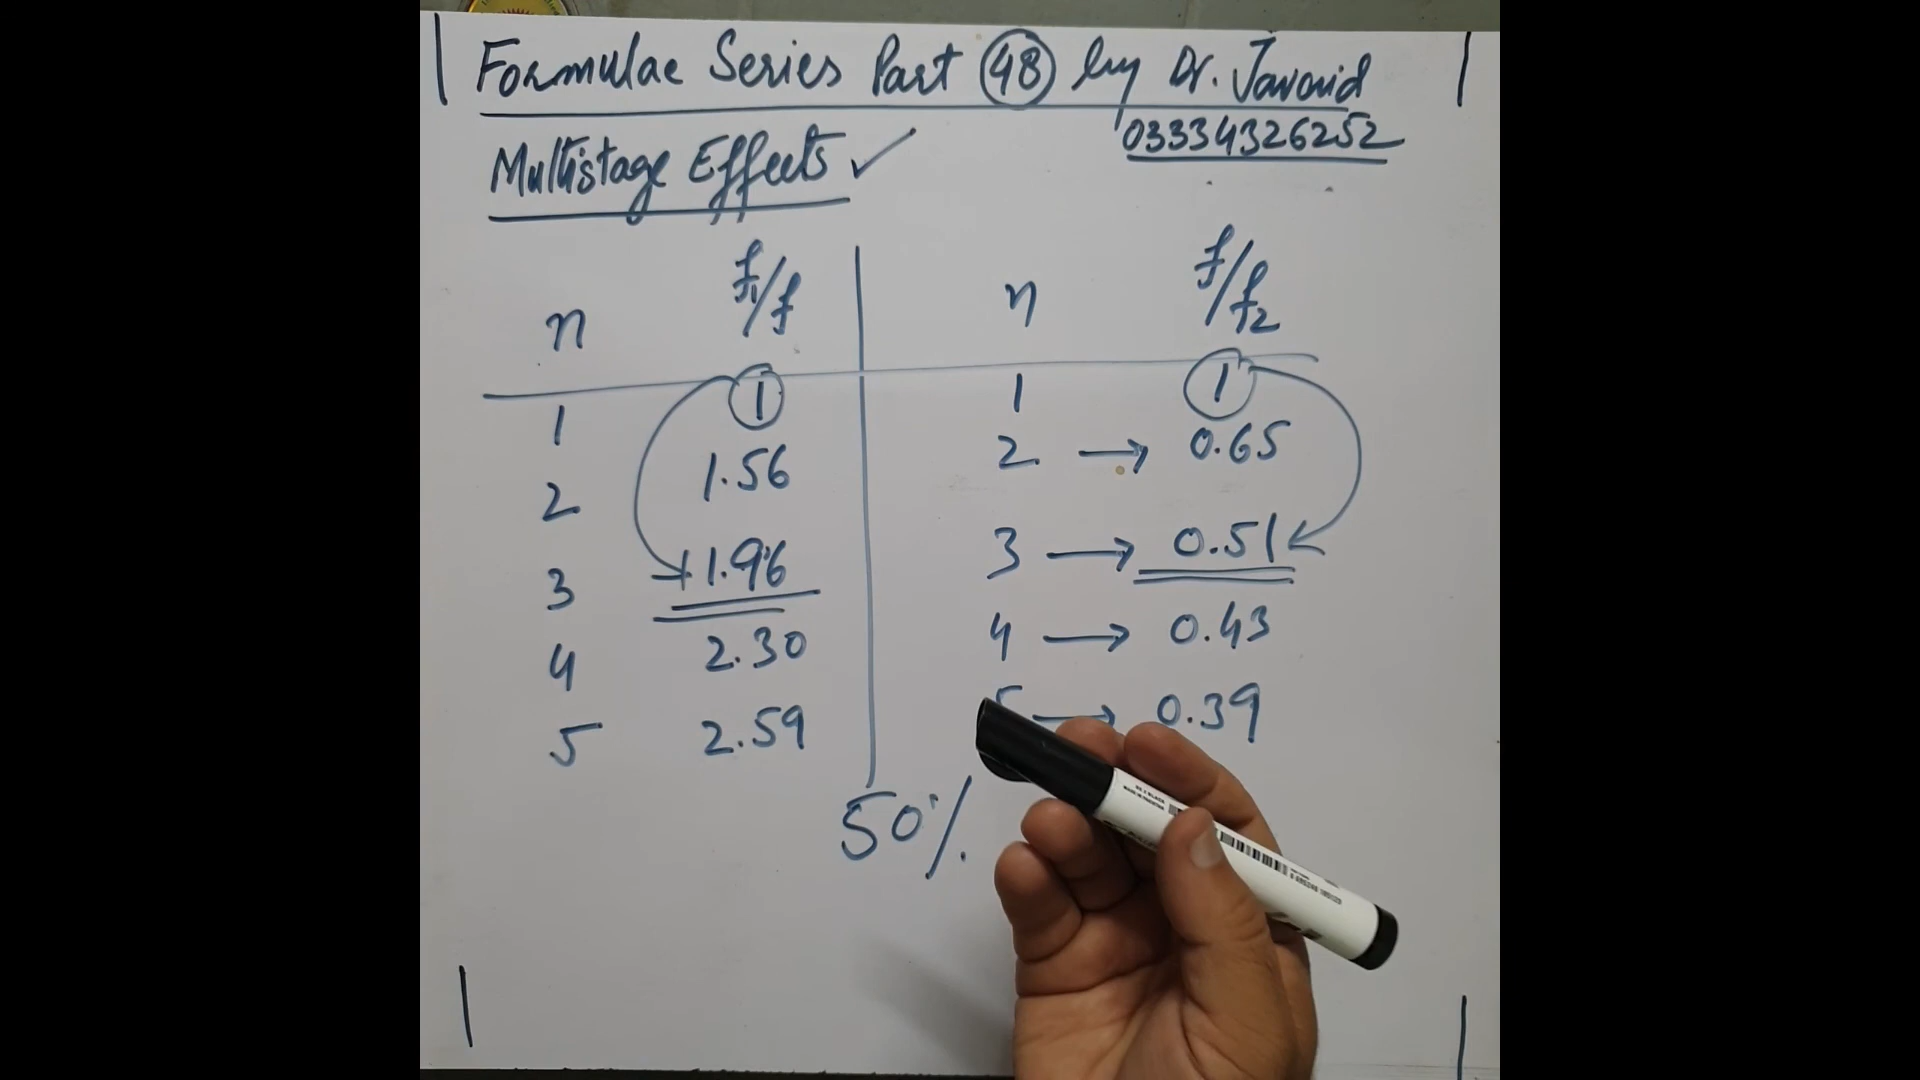 Formulae Series Part 48 by Dr. Javaid
03334326252
Multistage Effects ✓
n f1/f
1 1
2 1.56
3 1.96
4 2.30
5 2.59
n f/f2
1 1
2 → 0.65
3 → 0.51
4 → 0.43
5 → 0.39
50%